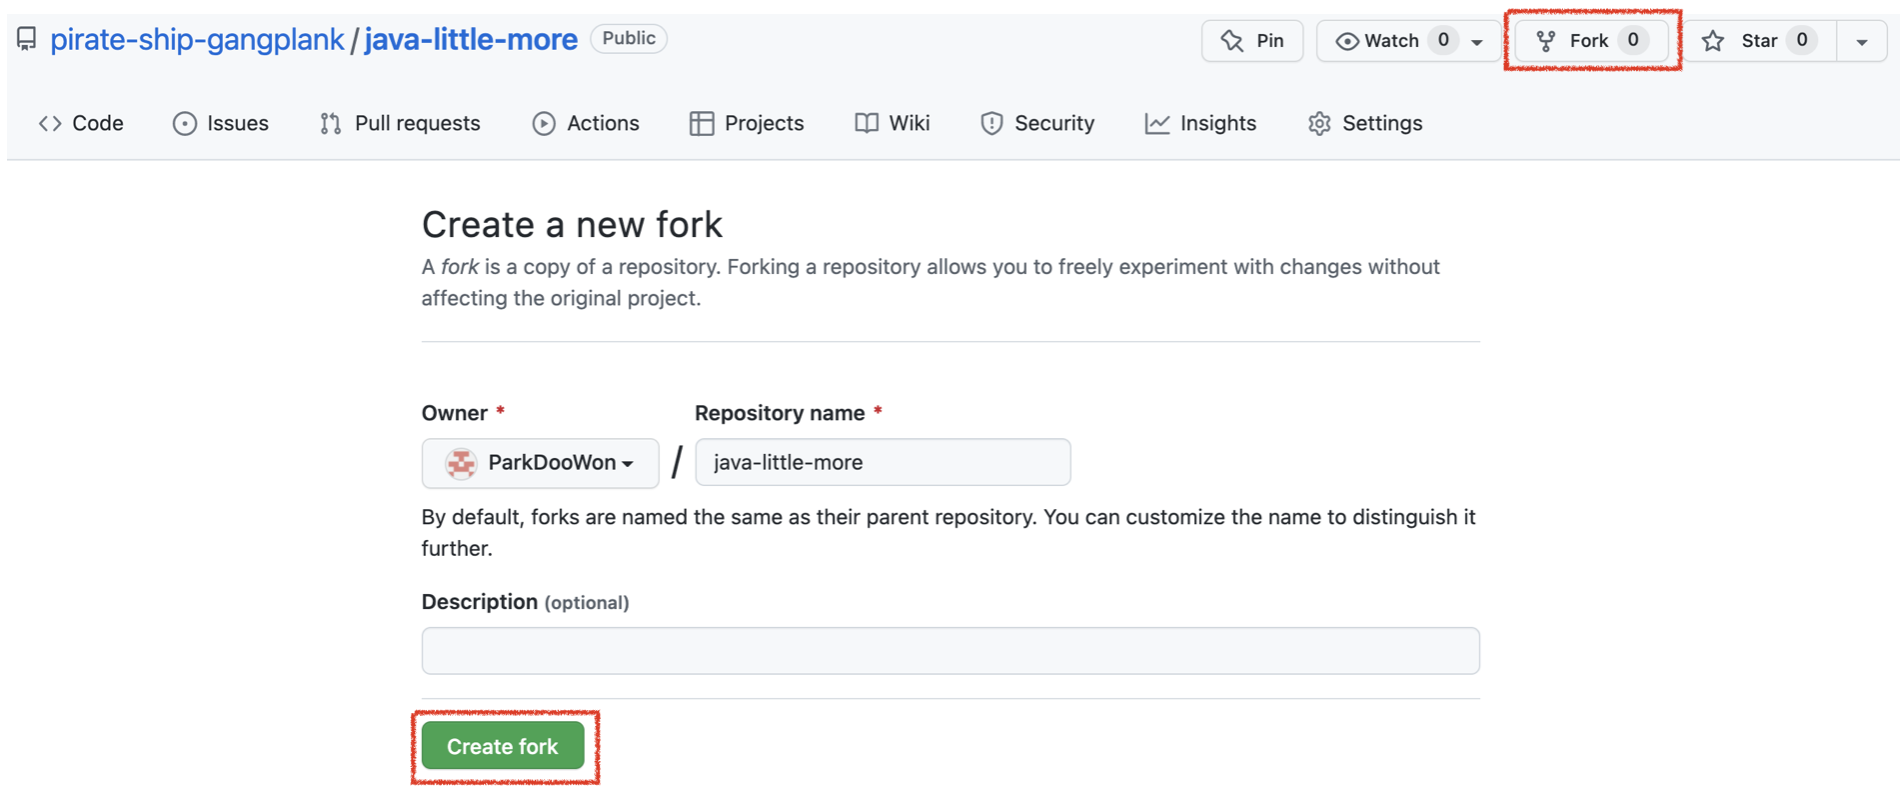 pirate-ship-gangplank / java-little-more Public Pin Watch 0 Fork 0 Star 0
Code Issues Pull requests Actions Projects Wiki Security Insights Settings
Create a new fork
A fork is a copy of a repository. Forking a repository allows you to freely experiment with changes without
affecting the original project.
Owner * Repository name *
ParkDooWon / java-little-more
By default, forks are named the same as their parent repository. You can customize the name to distinguish it
further.
Description (optional)
Create fork